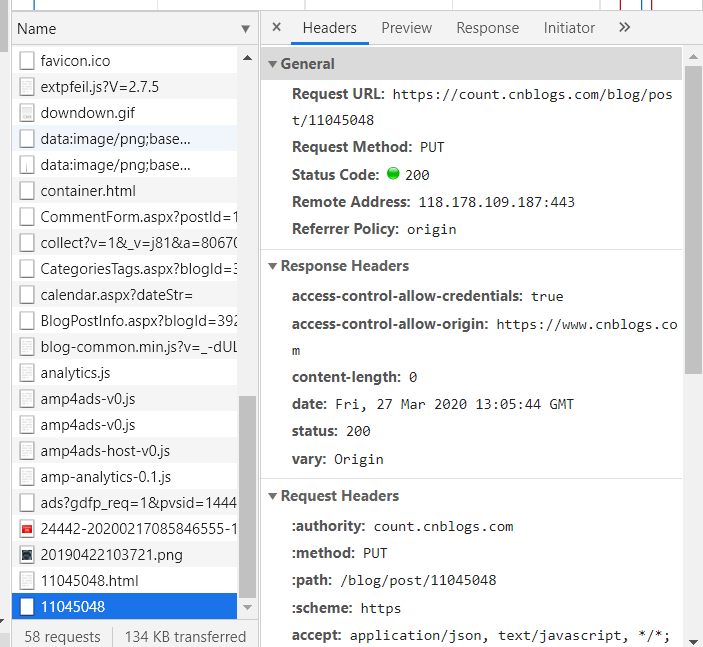 Name
favicon.ico
extpfeil.js?V=2.7.5
downdown.gif
data:image/png;base...
data:image/png;base...
container.html
CommentForm.aspx?postId=1
collect?v=1&_v=j81&a=80670
CategoriesTags.aspx?blogId=3
calendar.aspx?dateStr=
BlogPostInfo.aspx?blogId=392
blog-common.min.js?v=_-dUL
analytics.js
amp4ads-v0.js
amp4ads-v0.js
amp4ads-host-v0.js
amp-analytics-0.1.js
ads?gdfp_req=1&pvsid=1444
24442-20200217085846555-1
20190422103721.png
11045048.html
11045048
58 requests 134 KB transferred
× Headers Preview Response Initiator »
General
Request URL: https://count.cnblogs.com/blog/pos
t/11045048
Request Method: PUT
Status Code: 200
Remote Address: 118.178.109.187:443
Referrer Policy: origin
Response Headers
access-control-allow-credentials: true
access-control-allow-origin: https://www.cnblogs.co
m
content-length: 0
date: Fri, 27 Mar 2020 13:05:44 GMT
status: 200
vary: Origin
Request Headers
:authority: count.cnblogs.com
:method: PUT
:path: /blog/post/11045048
:scheme: https
accept: application/json, text/javascript, */*;